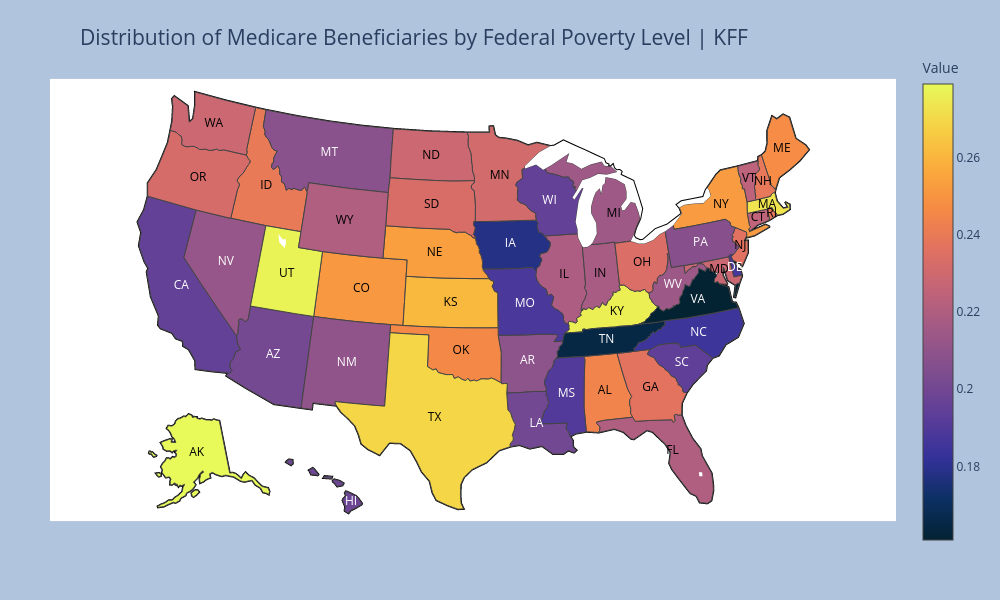 Distribution of Medicare Beneficiaries by Federal Poverty Level | KFF
Value
WA
MT
ND
MN
ME
OR
ID
SD
WI
VT
NH
WY
NY
MA
MI
CT
RI
NV
UT
CO
NE
IA
IL
IN
OH
PA
NJ
MD
DE
CA
KS
MO
WV
KY
VA
AZ
NM
OK
AR
TN
NC
SC
TX
LA
MS
AL
GA
FL
AK
HI
0.26
0.24
0.22
0.2
0.18